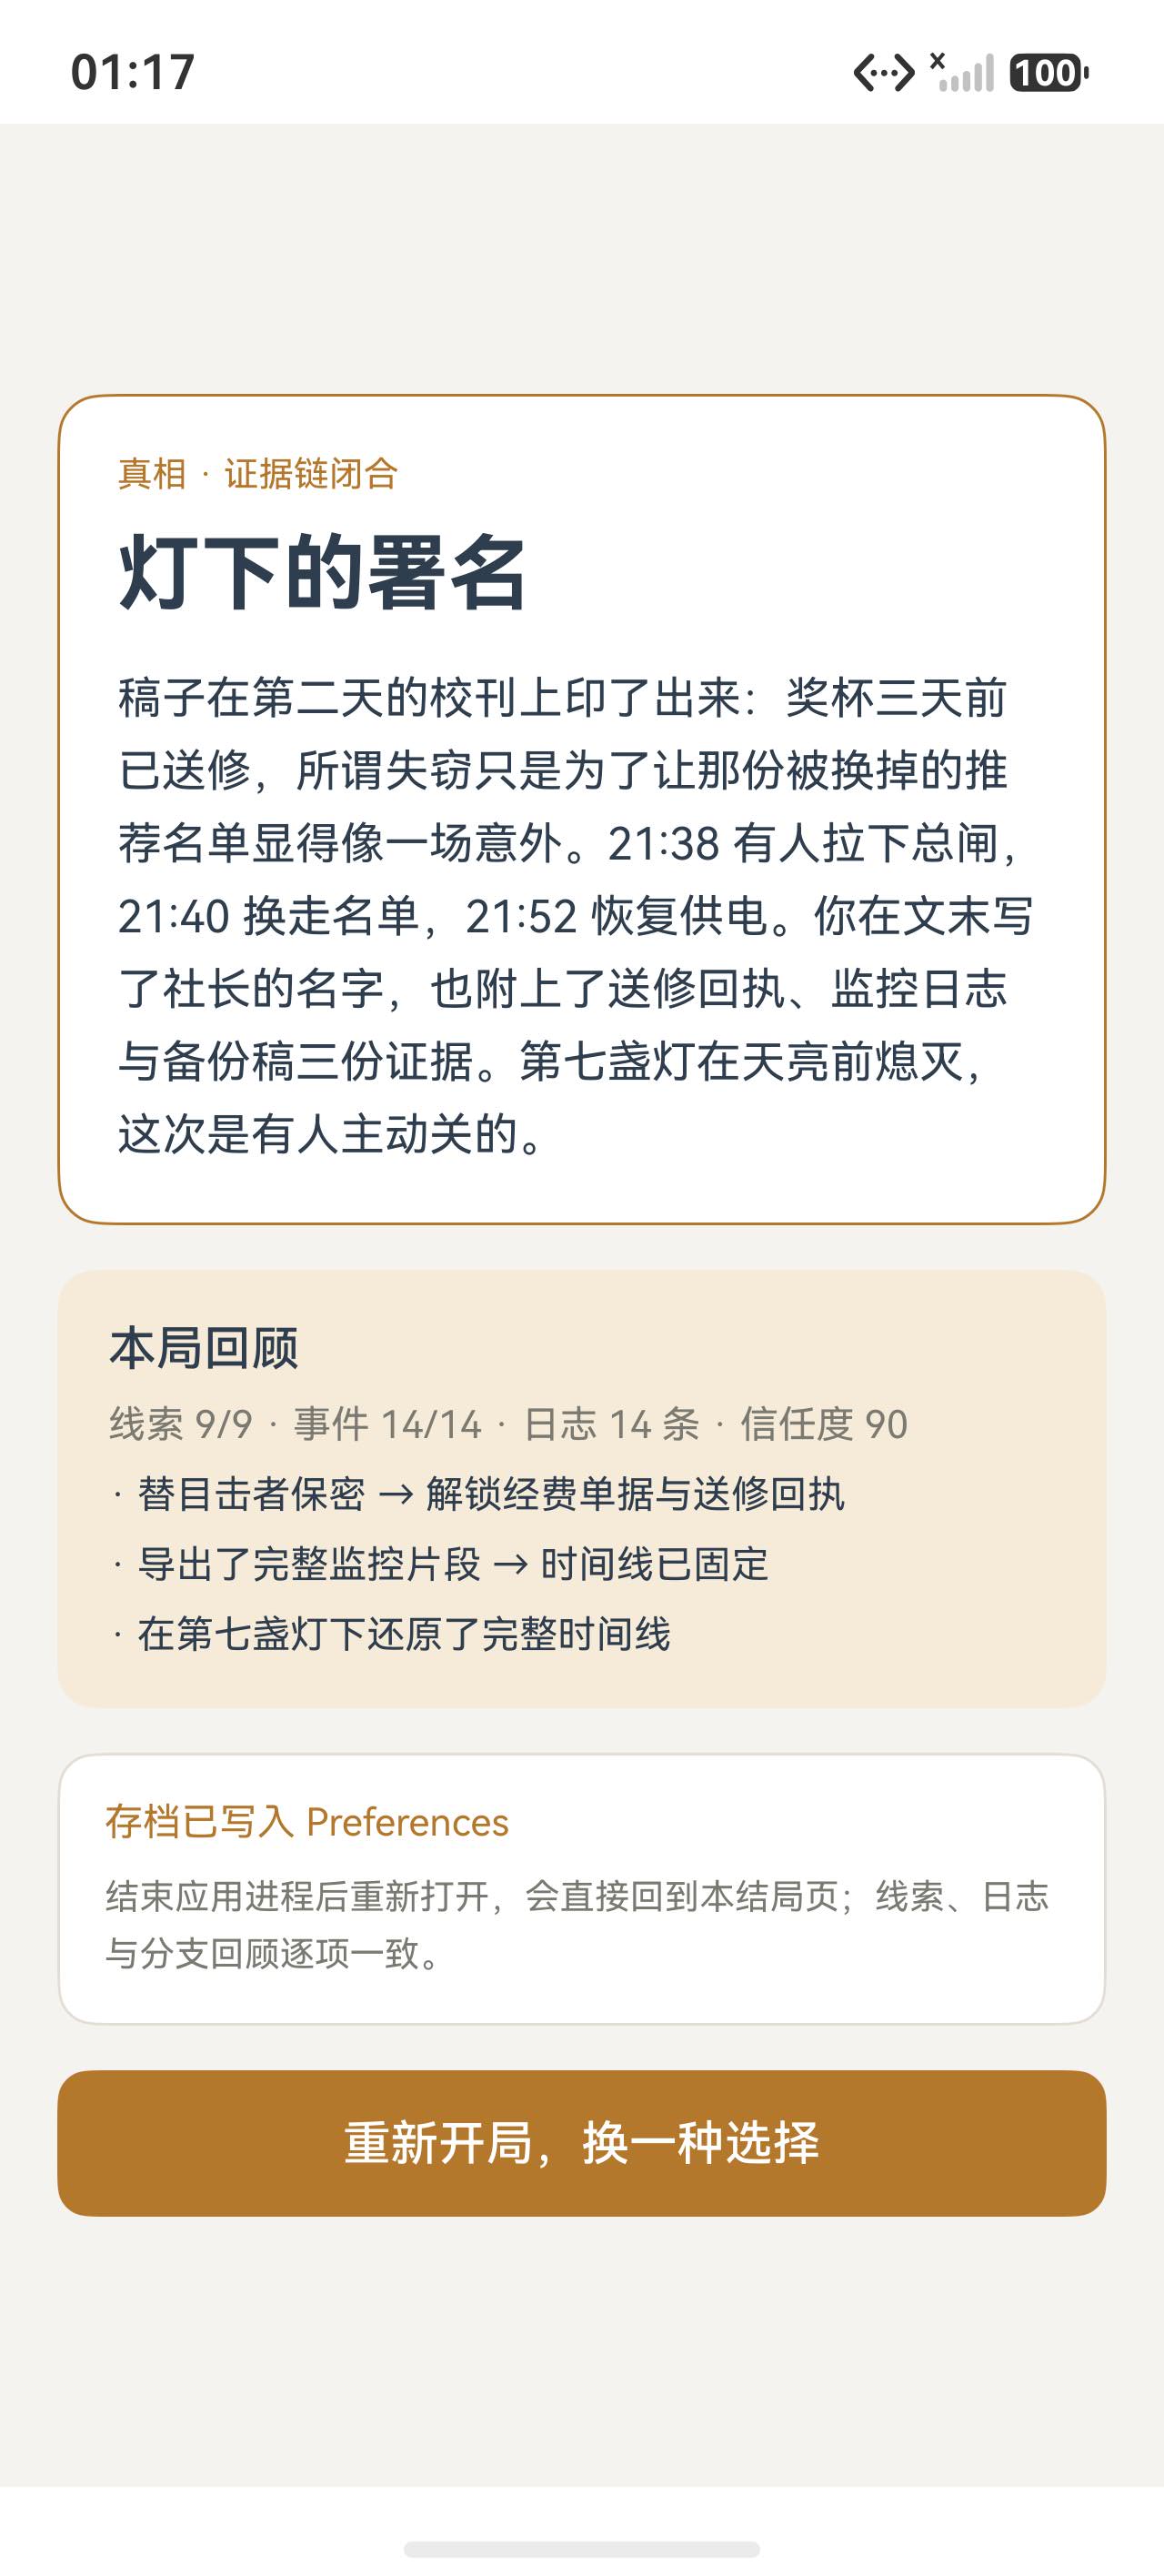 01:17
100
真相 · 证据链闭合
灯下的署名
稿子在第二天的校刊上印了出来：奖杯三天前
已送修，所谓失窃只是为了让那份被换掉的推
荐名单显得像一场意外。21:38 有人拉下总闸，
21:40 换走名单，21:52 恢复供电。你在文末写
了社长的名字，也附上了送修回执、监控日志
与备份稿三份证据。第七盏灯在天亮前熄灭，
这次是有人主动关的。
本局回顾
线索 9/9 · 事件 14/14 · 日志 14 条 · 信任度 90
· 替目击者保密 → 解锁经费单据与送修回执
· 导出了完整监控片段 → 时间线已固定
· 在第七盏灯下还原了完整时间线
存档已写入 Preferences
结束应用进程后重新打开，会直接回到本结局页；线索、日志
与分支回顾逐项一致。
重新开局，换一种选择